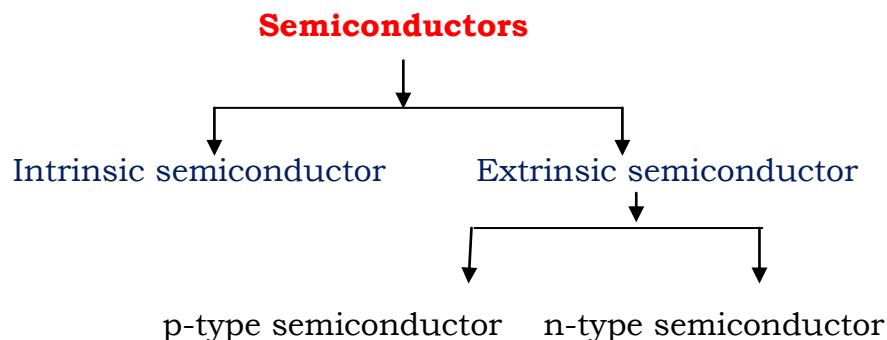 Semiconductors
Intrinsic semiconductor Extrinsic semiconductor
p-type semiconductor n-type semiconductor